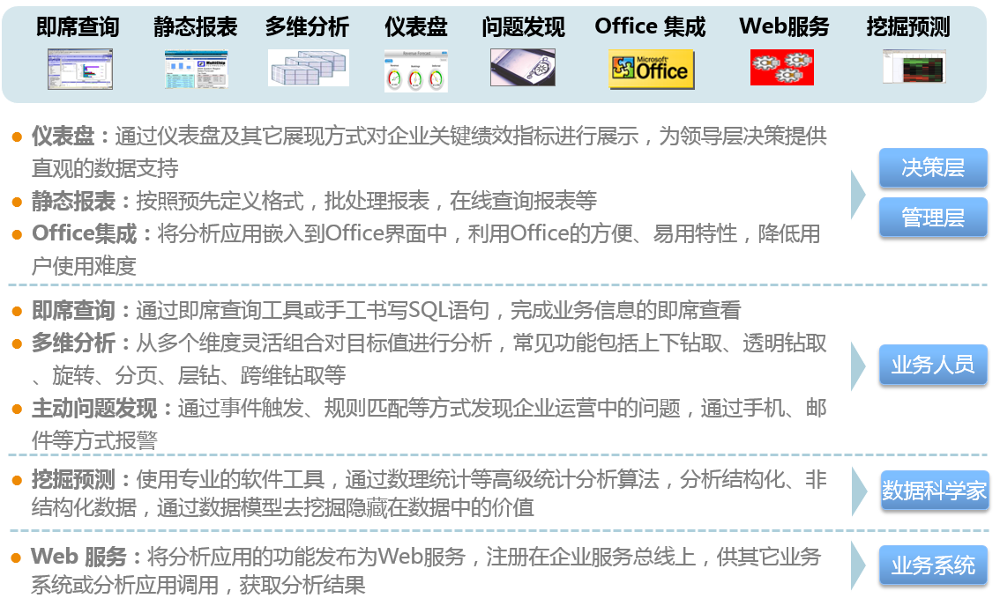 即席查询 静态报表 多维分析 仪表盘 问题发现 Office 集成 Web服务 挖掘预测
Revenue Forecast
Microsoft
Office
仪表盘：通过仪表盘及其它展现方式对企业关键绩效指标进行展示，为领导层决策提供
直观的数据支持
静态报表：按照预先定义格式，批处理报表，在线查询报表等
Office集成：将分析应用嵌入到Office界面中，利用Office的方便、易用特性，降低用
户使用难度
决策层
管理层
即席查询：通过即席查询工具或手工书写SQL语句，完成业务信息的即席查看
多维分析：从多个维度灵活组合对目标值进行分析，常见功能包括上下钻取、透明钻取
、旋转、分页、层钻、跨维钻取等
主动问题发现：通过事件触发、规则匹配等方式发现企业运营中的问题，通过手机、邮
件等方式报警
业务人员
挖掘预测：使用专业的软件工具，通过数理统计等高级统计分析算法，分析结构化、非
结构化数据，通过数据模型去挖掘隐藏在数据中的价值
数据科学家
Web 服务：将分析应用的功能发布为Web服务，注册在企业服务总线上，供其它业务
系统或分析应用调用，获取分析结果
业务系统